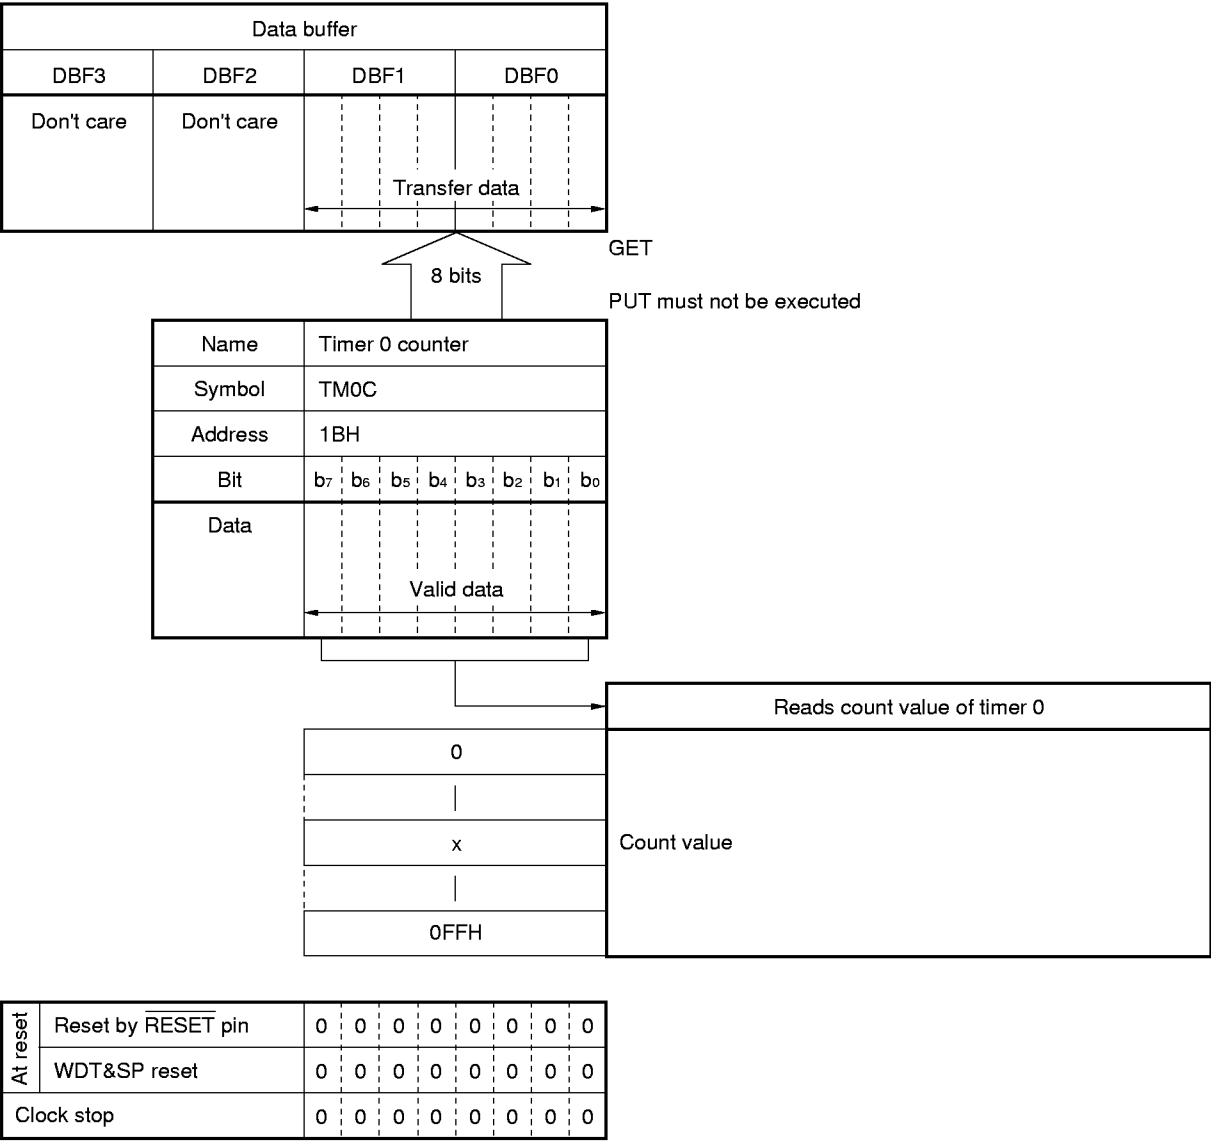 Data buffer
DBF3 DBF2 DBF1 DBF0
Don't care Don't care
Transfer data
GET
8 bits
PUT must not be executed
Name Timer 0 counter
Symbol TM0C
Address 1BH
Bit b7 b6 b5 b4 b3 b2 b1 b0
Data
Valid data
Reads count value of timer 0
0
x
Count value
0FFH
At reset
Reset by RESET pin 0 0 0 0 0 0 0 0
WDT&SP reset 0 0 0 0 0 0 0 0
Clock stop 0 0 0 0 0 0 0 0